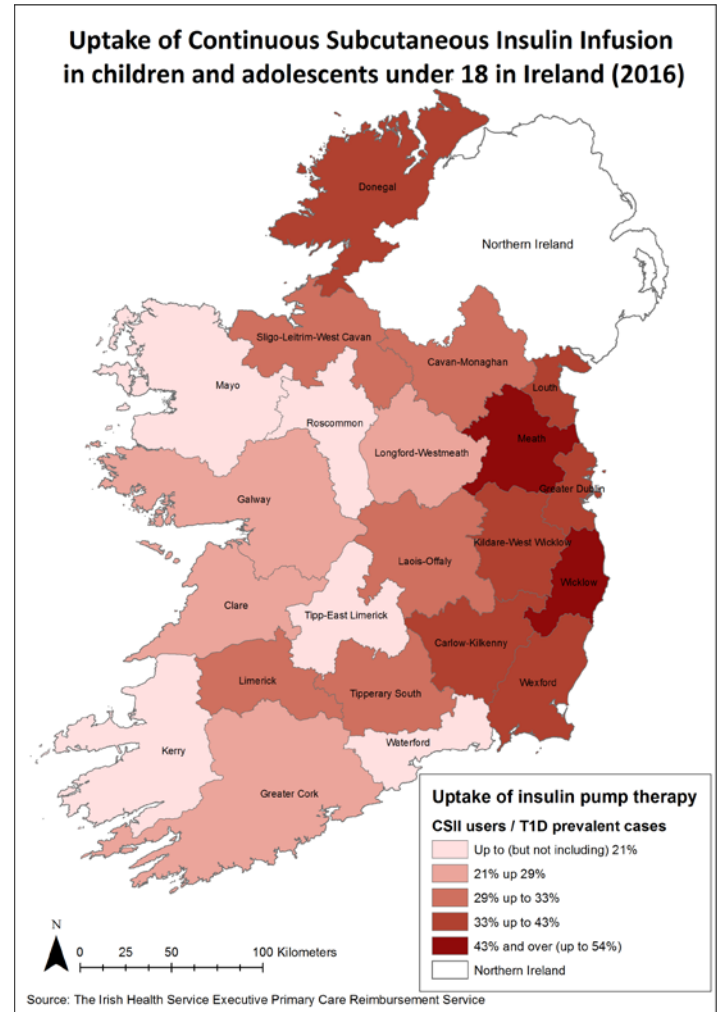 Uptake of Continuous Subcutaneous Insulin Infusion
in children and adolescents under 18 in Ireland (2016)
Donegal
Northern Ireland
Sligo-Leitrim-West Cavan
Cavan-Monaghan
Mayo
Louth
Roscommon
Meath
Longford-Westmeath
Galway
Greater Dublin
Kildare-West Wicklow
Laois-Offaly
Wicklow
Clare
Tipp-East Limerick
Carlow-Kilkenny
Limerick
Wexford
Tipperary South
Waterford
Kerry
Greater Cork
Uptake of insulin pump therapy
CSII users / T1D prevalent cases
Up to (but not including) 21%
21% up 29%
29% up to 33%
33% up to 43%
43% and over (up to 54%)
Northern Ireland
N
0 25 50 100 Kilometers
Source: The Irish Health Service Executive Primary Care Reimbursement Service